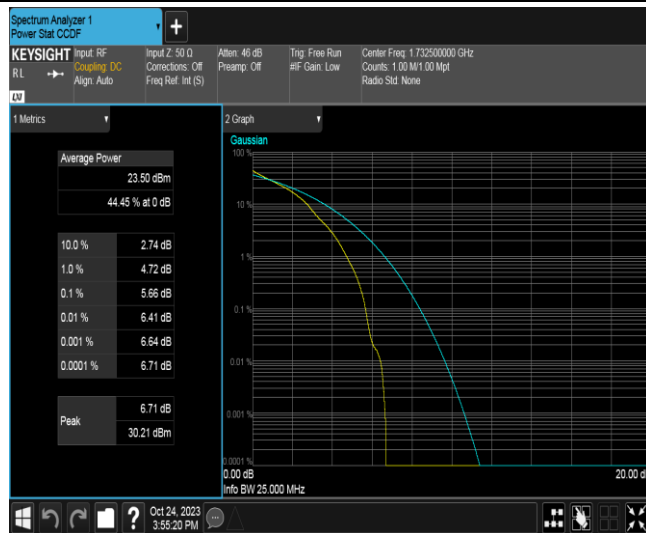 Spectrum Analyzer 1
Power Stat CCDF
+
KEYSIGHT Input: RF Input Z: 50 Ω Atten: 46 dB Trig: Free Run Center Freq: 1.732500000 GHz
RL Coupling: DC Corrections: Off Preamp: Off #IF Gain: Low Counts: 1.00 M/1.00 Mpt
Align: Auto Freq Ref: Int (S) Radio Std: None
1 Metrics
Average Power
23.50 dBm
44.45 % at 0 dB
10.0 % 2.74 dB
1.0 % 4.72 dB
0.1 % 5.66 dB
0.01 % 6.41 dB
0.001 % 6.64 dB
0.0001 % 6.71 dB
Peak 6.71 dB
30.21 dBm
2 Graph
Gaussian
100 %
10 %
1 %
0.1 %
0.01 %
0.001 %
0.0001 %
0.00 dB 20.00 d
Info BW 25.000 MHz
? Oct 24, 2023
3:55:20 PM